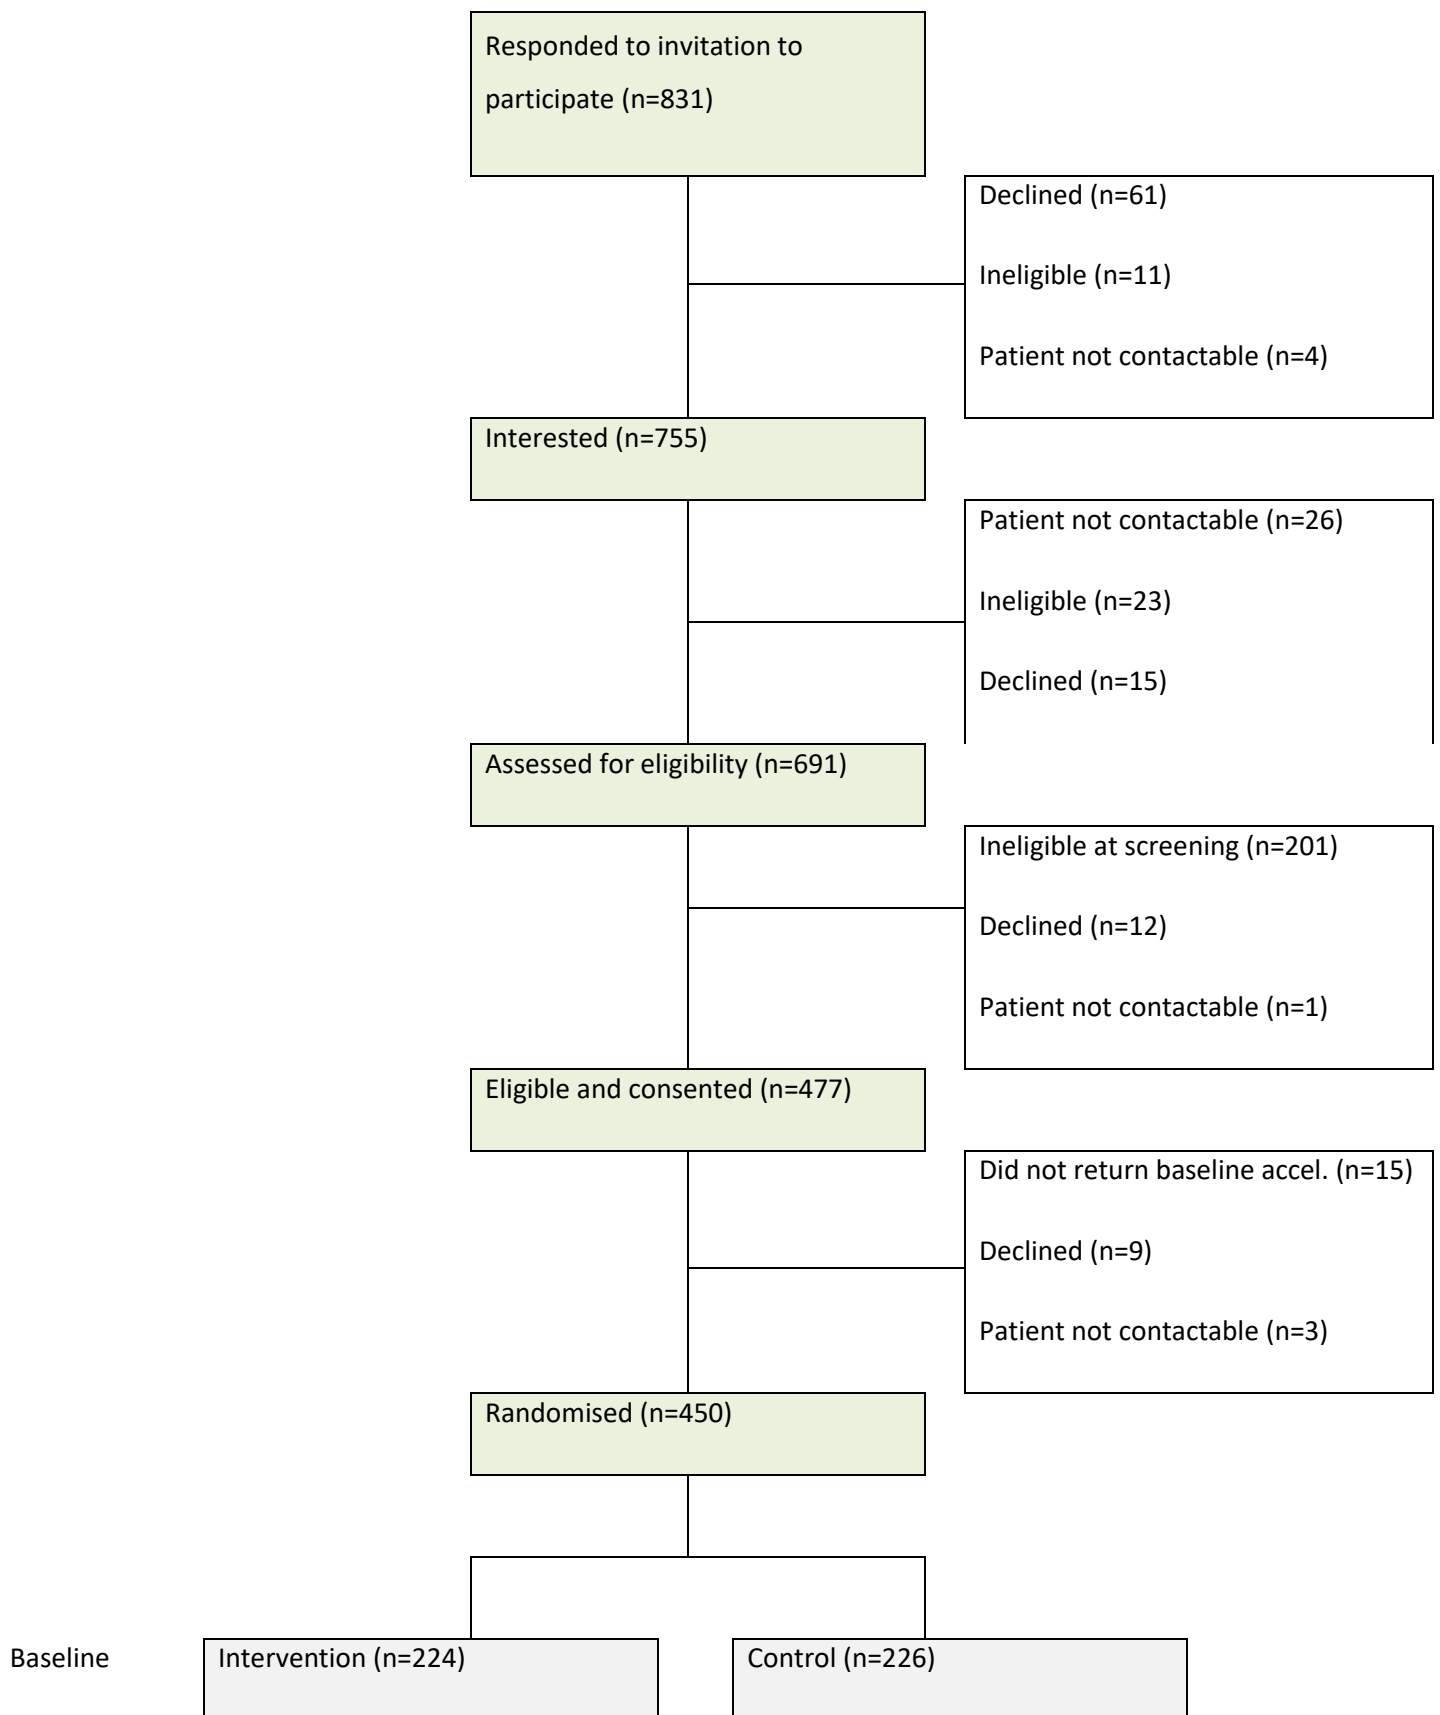 Responded to invitation to
participate (n=831)
Declined (n=61)
Ineligible (n=11)
Patient not contactable (n=4)
Interested (n=755)
Patient not contactable (n=26)
Ineligible (n=23)
Declined (n=15)
Assessed for eligibility (n=691)
Ineligible at screening (n=201)
Declined (n=12)
Patient not contactable (n=1)
Eligible and consented (n=477)
Did not return baseline accel. (n=15)
Declined (n=9)
Patient not contactable (n=3)
Randomised (n=450)
Baseline
Intervention (n=224)
Control (n=226)